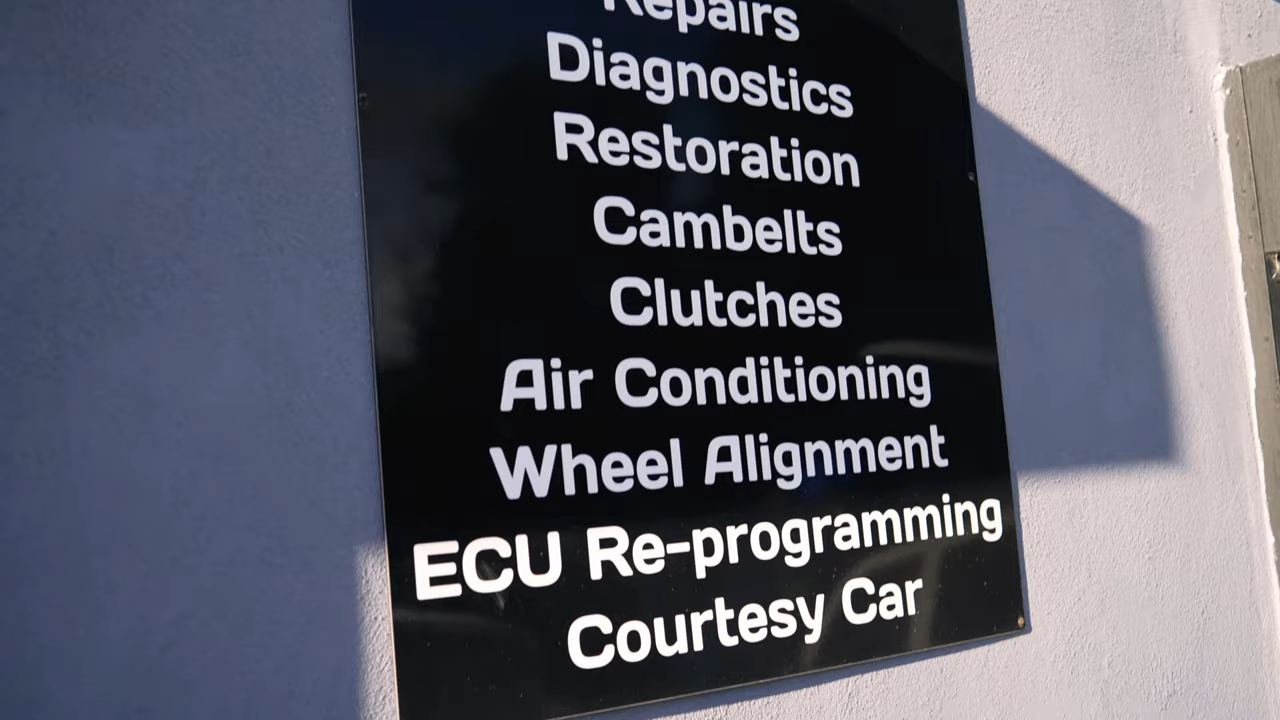 Repairs
Diagnostics
Restoration
Cambelts
Clutches
Air Conditioning
Wheel Alignment
ECU Re-programming
Courtesy Car